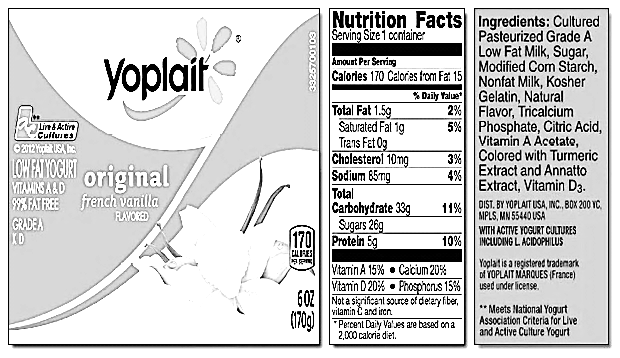 Yoplait®
3325700103
**
Live & Active
Cultures
© 2012 Yoplait USA, Inc.
LOW FAT YOGURT
VITAMINS A & D
99% FAT FREE
GRADE A
K D
original
french vanilla
FLAVORED
170
CALORIES
PER SERVING
6 OZ
(170g)
Nutrition Facts
Serving Size 1 container
Amount Per Serving
Calories 170 Calories from Fat 15
% Daily Value*
Total Fat 1.5g 2%
Saturated Fat 1g 5%
Trans Fat 0g
Cholesterol 10mg 3%
Sodium 85mg 4%
Total
Carbohydrate 33g 11%
Sugars 26g
Protein 5g 10%
Vitamin A 15% • Calcium 20%
Vitamin D 20% • Phosphorus 15%
Not a significant source of dietary fiber,
vitamin C and iron.
* Percent Daily Values are based on a
2,000 calorie diet.
Ingredients: Cultured
Pasteurized Grade A
Low Fat Milk, Sugar,
Modified Corn Starch,
Nonfat Milk, Kosher
Gelatin, Natural
Flavor, Tricalcium
Phosphate, Citric Acid,
Vitamin A Acetate,
Colored with Turmeric
Extract and Annatto
Extract, Vitamin D3.
DIST. BY YOPLAIT USA, INC., BOX 200 YC,
MPLS, MN 55440 USA
WITH ACTIVE YOGURT CULTURES
INCLUDING L. ACIDOPHILUS
Yoplait is a registered trademark
of YOPLAIT MARQUES (France)
used under license.
** Meets National Yogurt
Association Criteria for Live
and Active Culture Yogurt